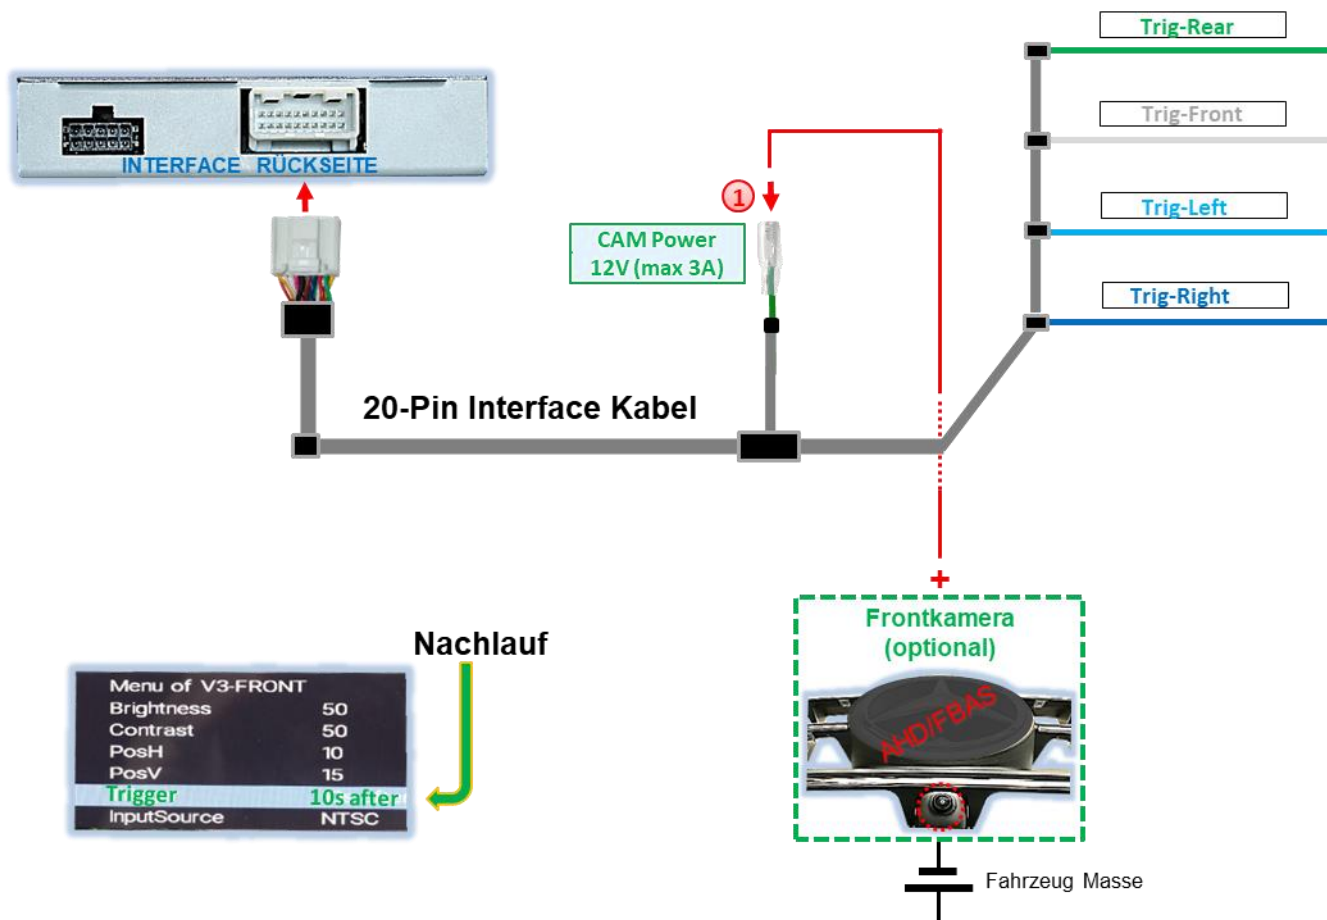 Trig-Rear
Trig-Front
INTERFACE RÜCKSEITE
1
Trig-Left
CAM Power
12V (max 3A)
Trig-Right
20-Pin Interface Kabel
+
Frontkamera
(optional)
Nachlauf
Menu of V3-FRONT
Brightness 50
Contrast 50
PosH 10
PosV 15
Trigger 10s after
InputSource NTSC
AHD/FBAS
Fahrzeug Masse